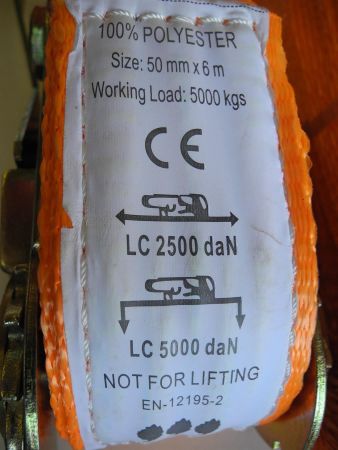 100% POLYESTER
Size: 50 mm x 6 m
Working Load: 5000 kgs
CE
LC 2500 daN
LC 5000 daN
NOT FOR LIFTING
EN-12195-2